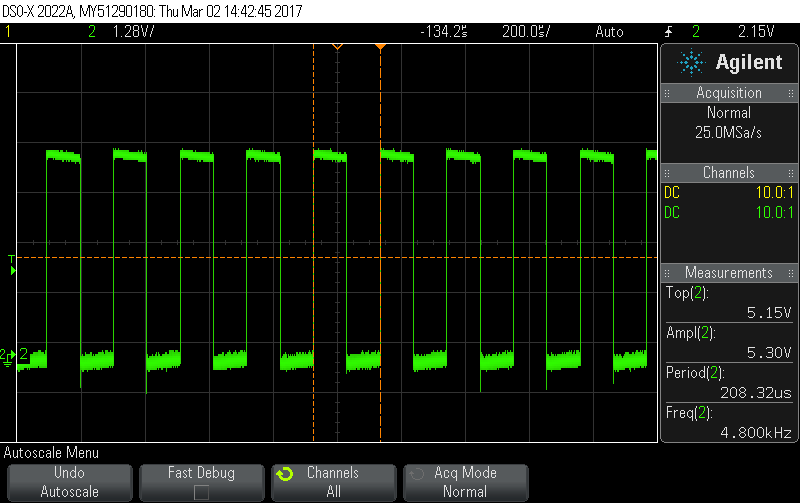 DSO-X 2022A, MY51290180: Thu Mar 02 14:42:45 2017
1 2 1.28V/ -134.2s 200.0s/ Auto 2 2.15V
Agilent
Acquisition
Normal
25.0MSa/s
Channels
DC 10.0:1
DC 10.0:1
Measurements
Top(2):
5.15V
Ampl(2):
5.30V
Period(2):
208.32us
Freq(2):
4.800kHz
T
2 2
Autoscale Menu
Undo
Autoscale
Fast Debug
Channels
All
Acq Mode
Normal